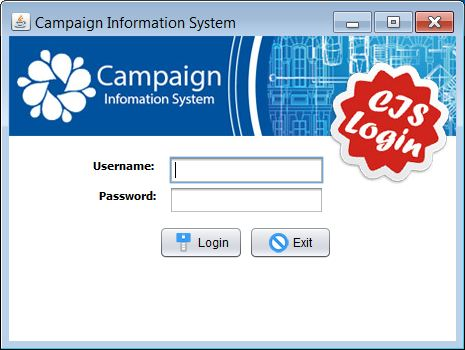 Campaign Information System
Campaign
Infomation System
CIS
Login
Username:
Password:
Login
Exit